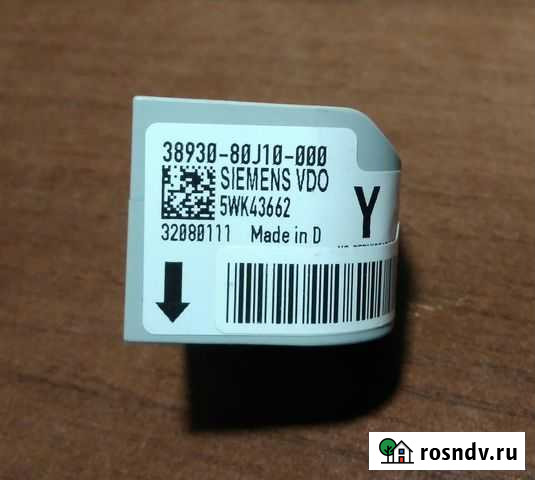 38930-80J10-000
SIEMENS VDO
5WK43662
Y
32080111 Made in D
rosndv.ru